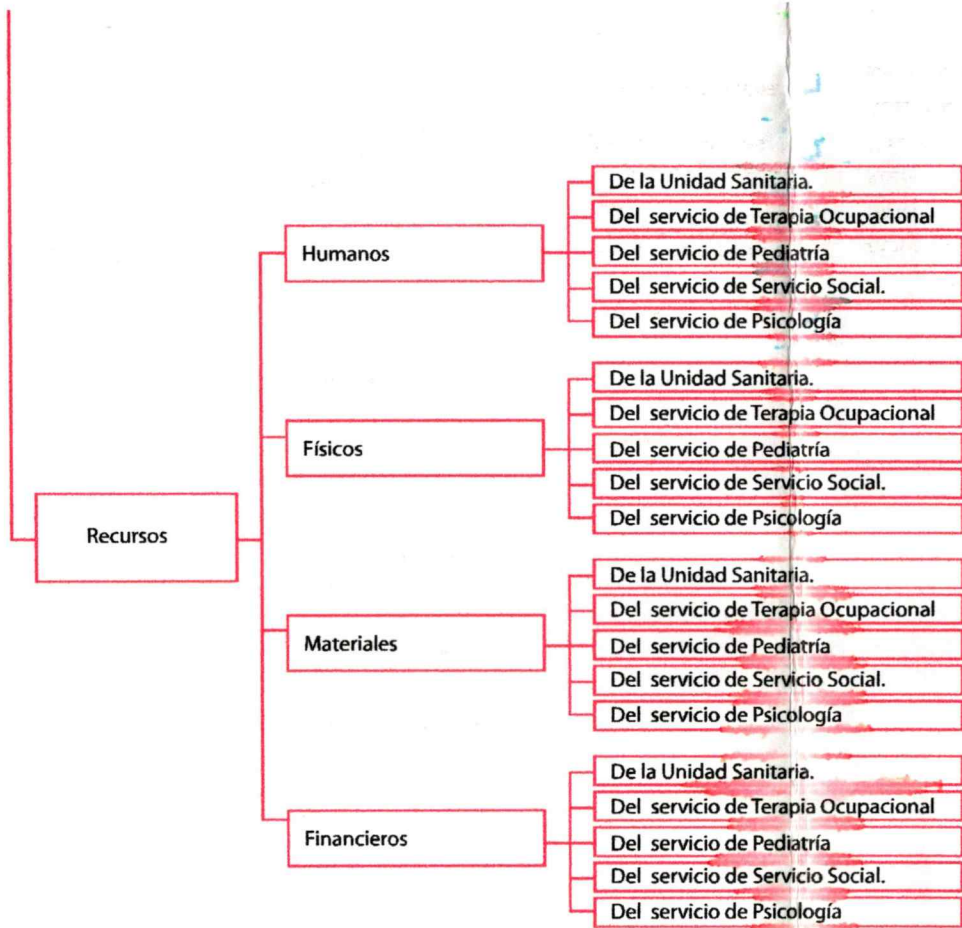 De la Unidad Sanitaria.
Del servicio de Terapia Ocupacional
Humanos
Del servicio de Pediatría
Del servicio de Servicio Social.
Del servicio de Psicología
De la Unidad Sanitaria.
Del servicio de Terapia Ocupacional
Físicos
Del servicio de Pediatría
Del servicio de Servicio Social.
Del servicio de Psicología
Recursos
De la Unidad Sanitaria.
Del servicio de Terapia Ocupacional
Materiales
Del servicio de Pediatría
Del servicio de Servicio Social.
Del servicio de Psicología
De la Unidad Sanitaria.
Del servicio de Terapia Ocupacional
Financieros
Del servicio de Pediatría
Del servicio de Servicio Social.
Del servicio de Psicología